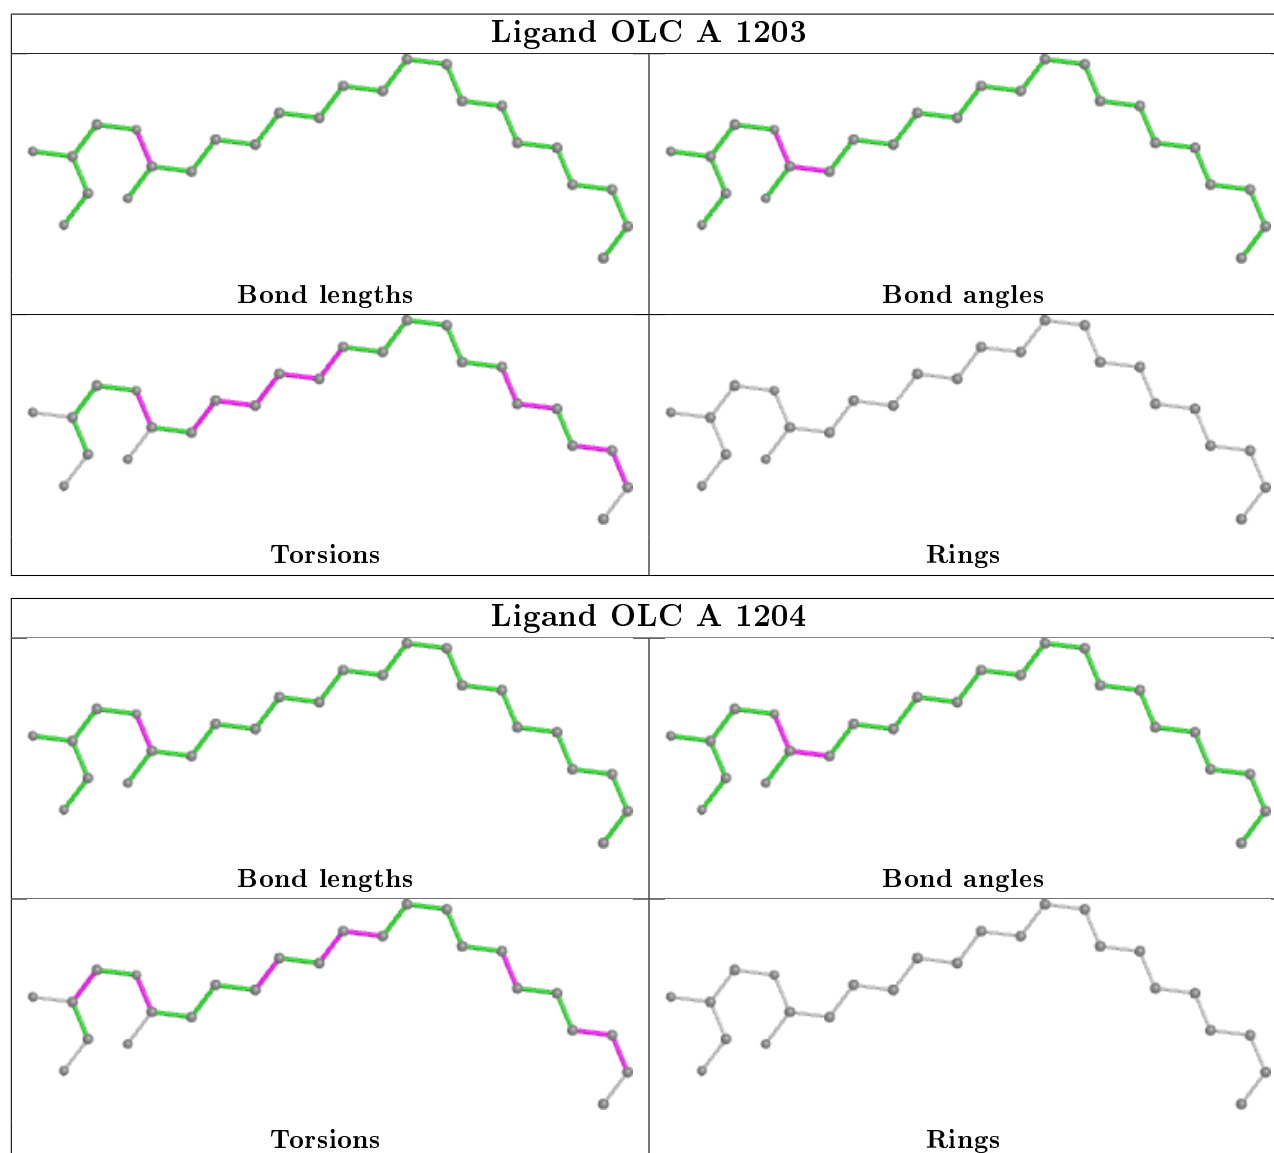 Ligand OLC A 1203
Bond lengths
Bond angles
Torsions
Rings
Ligand OLC A 1204
Bond lengths
Bond angles
Torsions
Rings